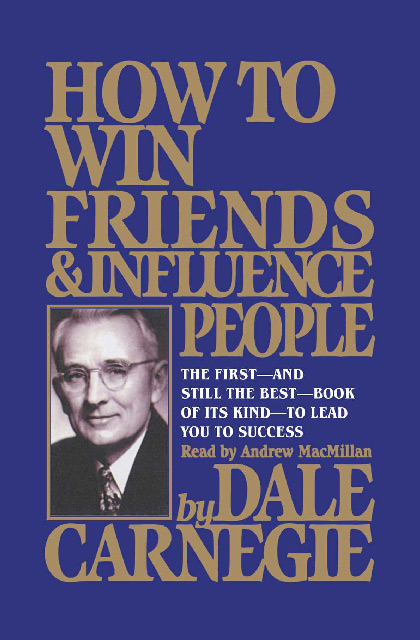 HOW TO
WIN
FRIENDS
& INFLUENCE
PEOPLE
THE FIRST—AND
STILL THE BEST—BOOK
OF ITS KIND—TO LEAD
YOU TO SUCCESS
Read by Andrew MacMillan
by DALE
CARNEGIE